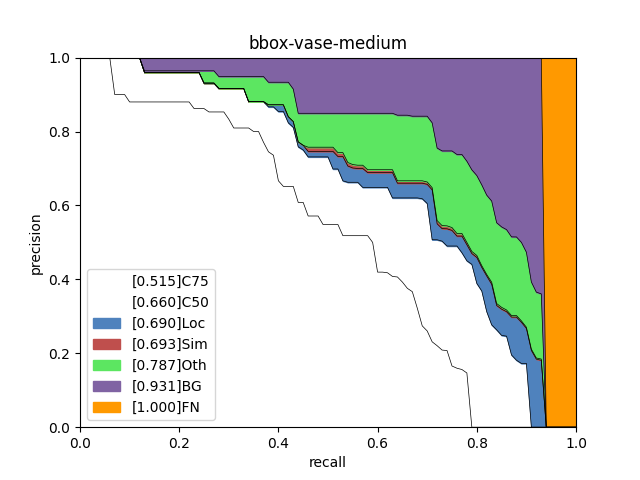 bbox-vase-medium
precision
1.0
0.8
0.6
0.4
0.2
0.0
[0.515]C75
[0.660]C50
[0.690]Loc
[0.693]Sim
[0.787]Oth
[0.931]BG
[1.000]FN
0.0 0.2 0.4 0.6 0.8 1.0
recall